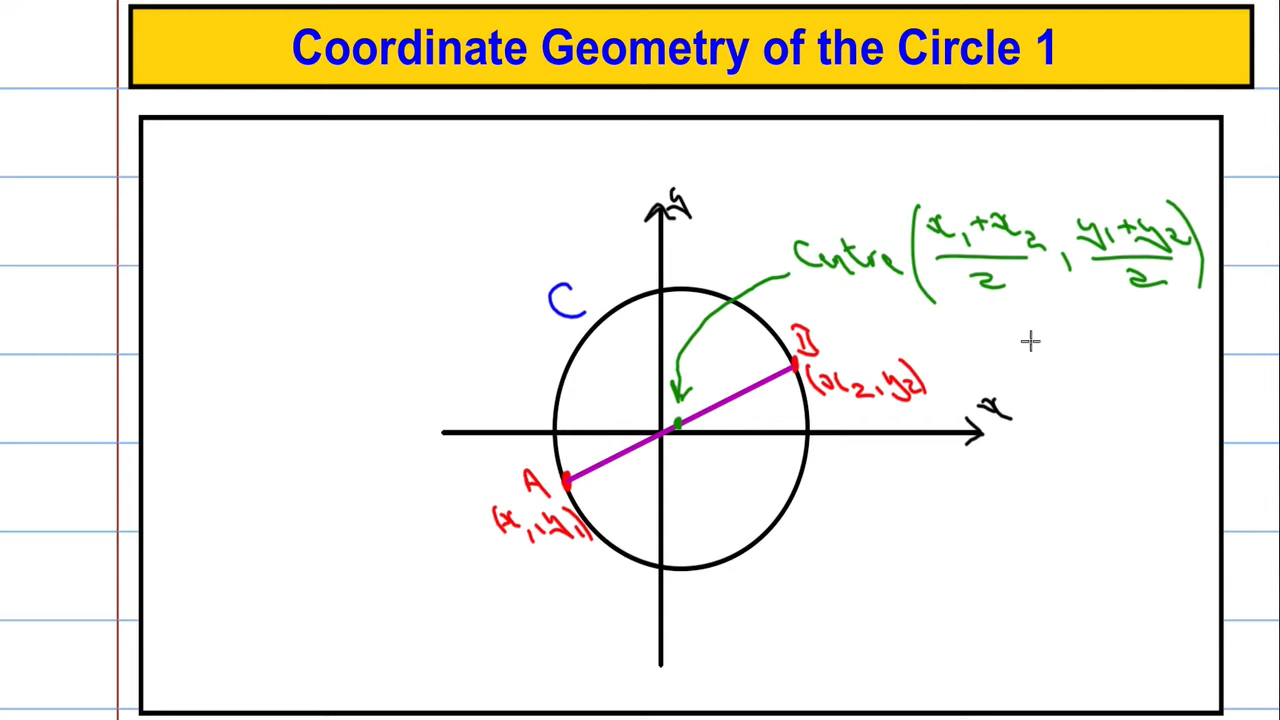 Coordinate Geometry of the Circle 1
y
Centre (x₁+x₂/2, y₁+y₂/2)
C
B
(x₂, y₂)
x
A
(x₁, y₁)